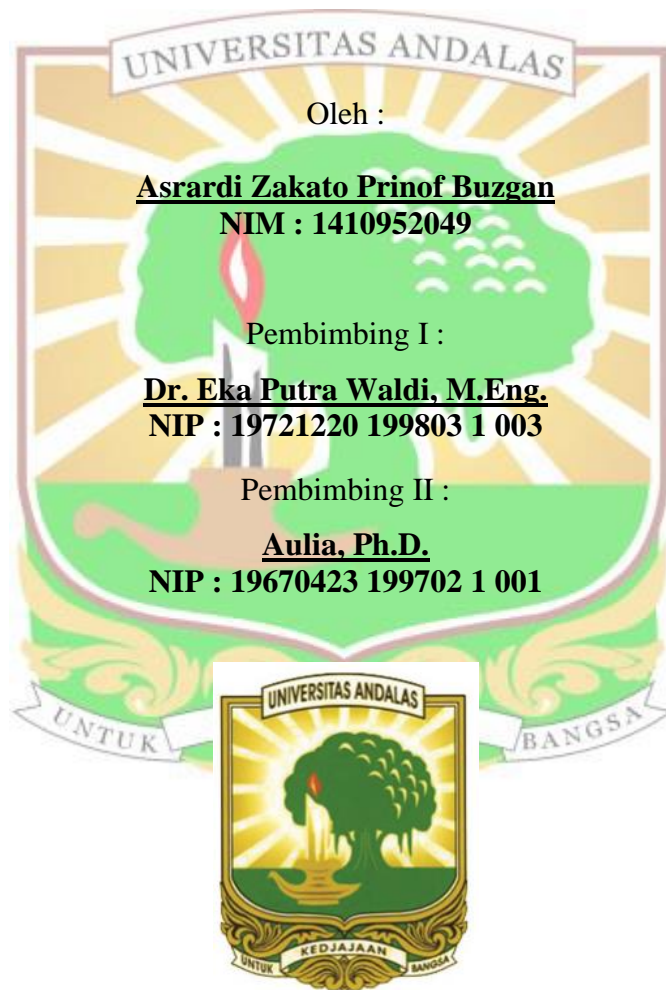 UNIVERSITAS ANDALAS
Oleh :
Asrardi Zakato Prinof Buzgan
NIM : 1410952049
Pembimbing I :
Dr. Eka Putra Waldi, M.Eng.
NIP : 19721220 199803 1 003
Pembimbing II :
Aulia, Ph.D.
NIP : 19670423 199702 1 001
UNTUK BANGSA
UNIVERSITAS ANDALAS
UNTUK KEDJAJAAN BANGSA